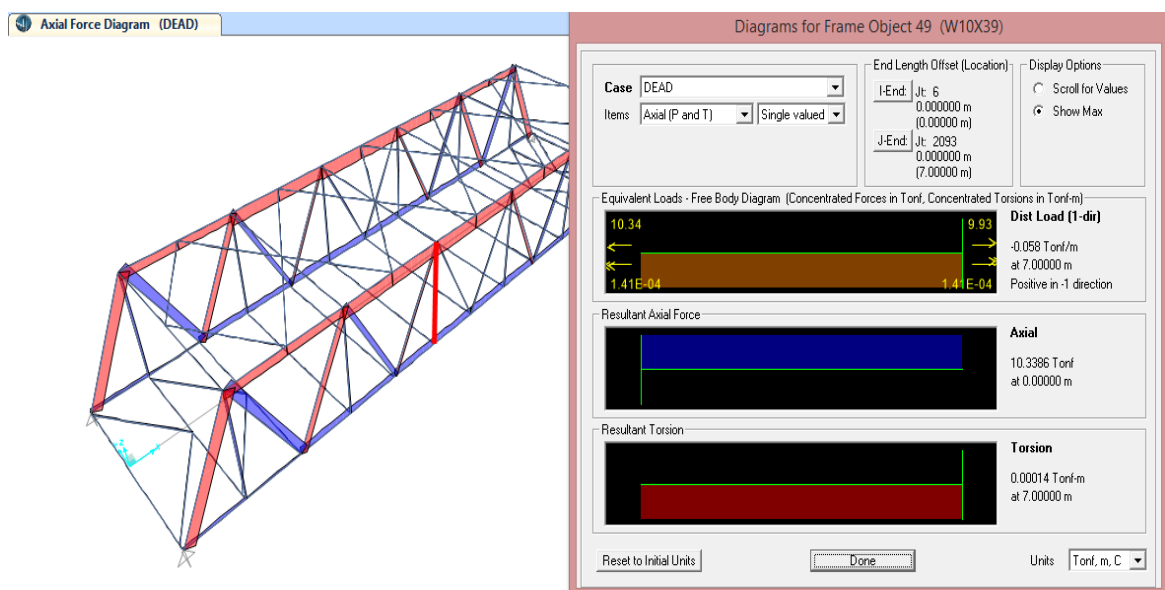 Axial Force Diagram (DEAD)
z
x
Diagrams for Frame Object 49 (W10X39)
Case DEAD
Items Axial (P and T) Single valued
End Length Offset (Location)
I-End: Jt: 6
0.000000 m
(0.00000 m)
J-End: Jt: 2093
0.000000 m
(7.00000 m)
Display Options
Scroll for Values
Show Max
Equivalent Loads - Free Body Diagram (Concentrated Forces in Tonf, Concentrated Torsions in Tonf-m)
10.34 9.93
1.41E-04 1.41E-04
Dist Load (1-dir)
-0.058 Tonf/m
at 7.00000 m
Positive in -1 direction
Resultant Axial Force
Axial
10.3386 Tonf
at 0.00000 m
Resultant Torsion
Torsion
0.00014 Tonf-m
at 7.00000 m
Reset to Initial Units
Done
Units Tonf, m, C